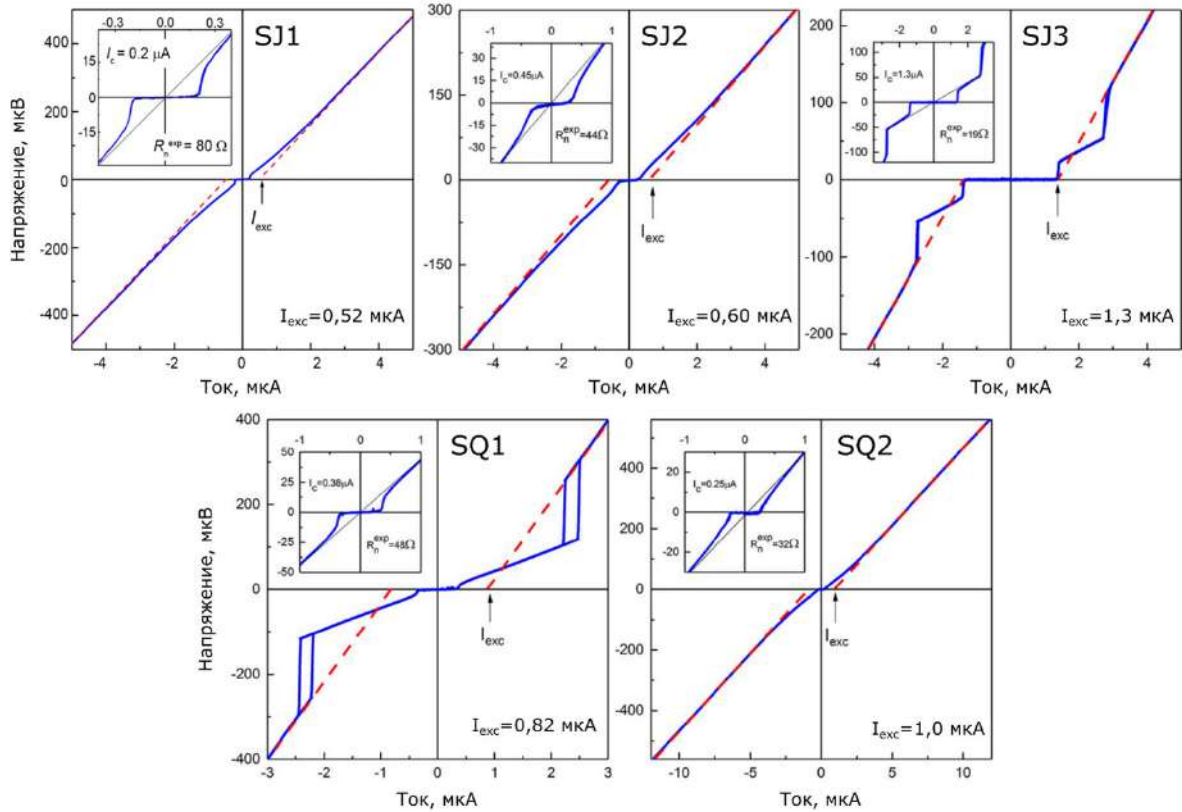 -0.3 0.0 0.3
15
0
-15
I_c = 0.2 μA
R_n^exp = 80 Ω
SJ1
400
200
0
-200
-400
I_exc
I_exc=0,52 мкА
-4 -2 0 2 4
Ток, мкА
Напряжение, мкВ
-1 0 1
30
15
0
-15
-30
I_c=0.45μA
R_n^exp=44Ω
SJ2
300
150
0
-150
-300
I_exc
I_exc=0,60 мкА
-4 -2 0 2 4
Ток, мкА
-2 0 2
100
50
0
-50
-100
I_c=1.3μA
R_n^exp=19Ω
SJ3
200
100
0
-100
-200
I_exc
I_exc=1,3 мкА
-4 -2 0 2 4
Ток, мкА
-1 0 1
50
25
0
-25
-50
I_c=0.38μA
R_n^exp=48Ω
SQ1
400
200
0
-200
-400
I_exc
I_exc=0,82 мкА
-3 -2 -1 0 1 2 3
Ток, мкА
Напряжение, мкВ
-1 0 1
20
0
-20
I_c=0.25μA
R_n^exp=32Ω
SQ2
400
200
0
-200
-400
I_exc
I_exc=1,0 мкА
-10 -5 0 5 10
Ток, мкА